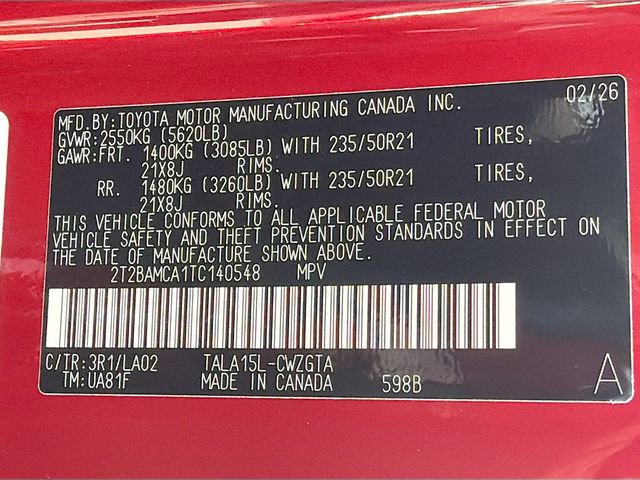 MFD.BY:TOYOTA MOTOR MANUFACTURING CANADA INC. 02/26
GVWR:2550KG (5620LB)
GAWR:FRT. 1400KG (3085LB) WITH 235/50R21 TIRES,
21X8J RIMS.
RR. 1480KG (3260LB) WITH 235/50R21 TIRES,
21X8J RIMS.
THIS VEHICLE CONFORMS TO ALL APPLICABLE FEDERAL MOTOR
VEHICLE SAFETY AND THEFT PREVENTION STANDARDS IN EFFECT ON
THE DATE OF MANUFACTURE SHOWN ABOVE.
2T2BAMCA1TC140548 MPV
C/TR:3R1/LA02 TALA15L-CWZGTA
TM:UA81F MADE IN CANADA 598B A